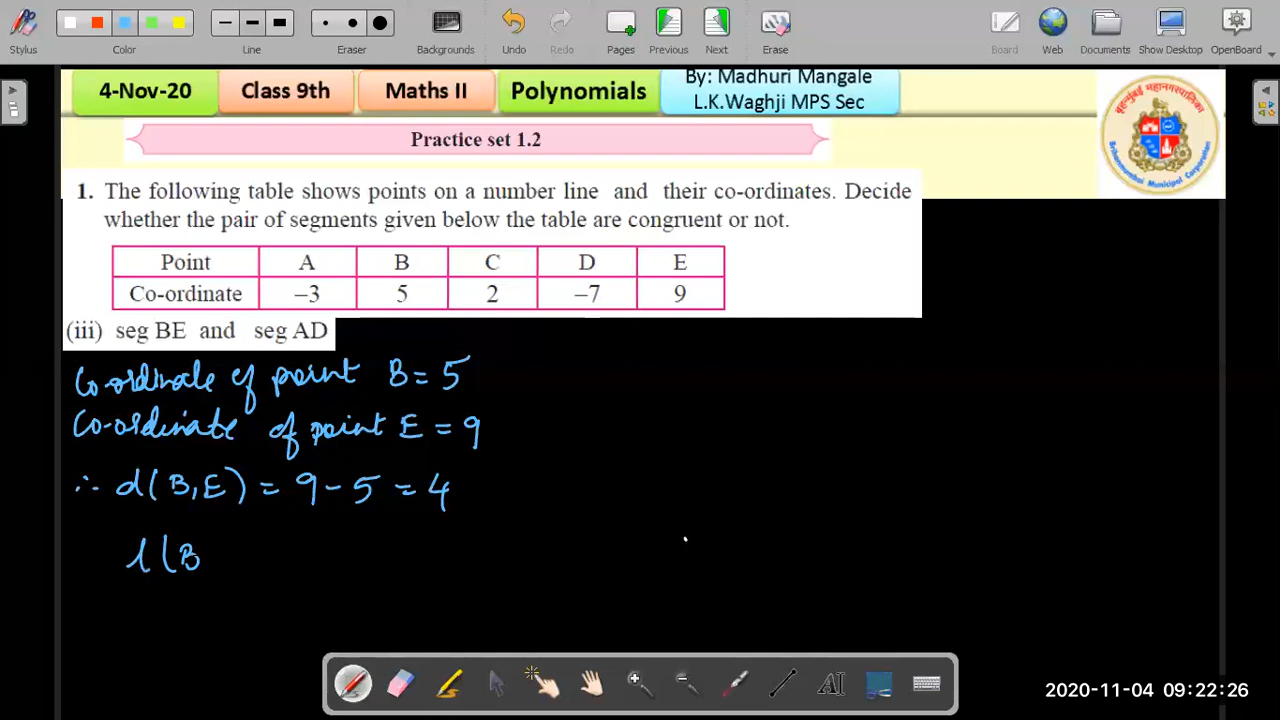 Stylus Color Line Eraser Backgrounds Undo Redo Pages Previous Next Erase Board Web Documents Show Desktop OpenBoard
4-Nov-20 Class 9th Maths II Polynomials By: Madhuri Mangale
L.K.Waghji MPS Sec
Practice set 1.2
1. The following table shows points on a number line and their co-ordinates. Decide
whether the pair of segments given below the table are congruent or not.
Point A B C D E
Co-ordinate –3 5 2 –7 9
(iii) seg BE and seg AD
Co-ordinate of point B = 5
Co-ordinate of point E = 9
∴ d(B,E) = 9 - 5 = 4
l(B
2020-11-04 09:22:26